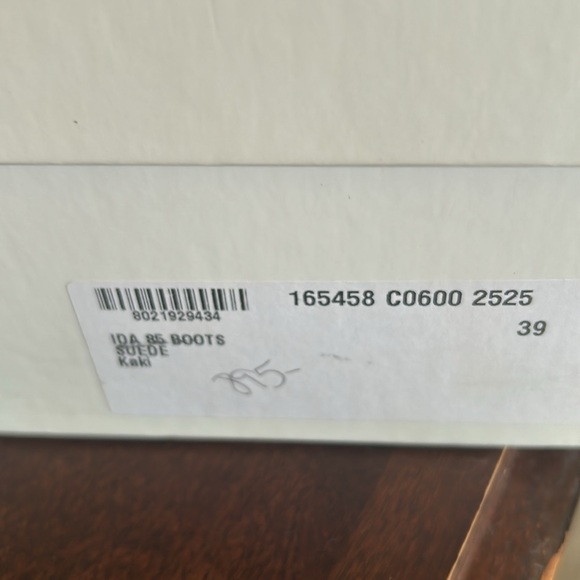 165458 C0600 2525
39
8021929434
IDA 85 BOOTS
SUEDE
Kaki
895-